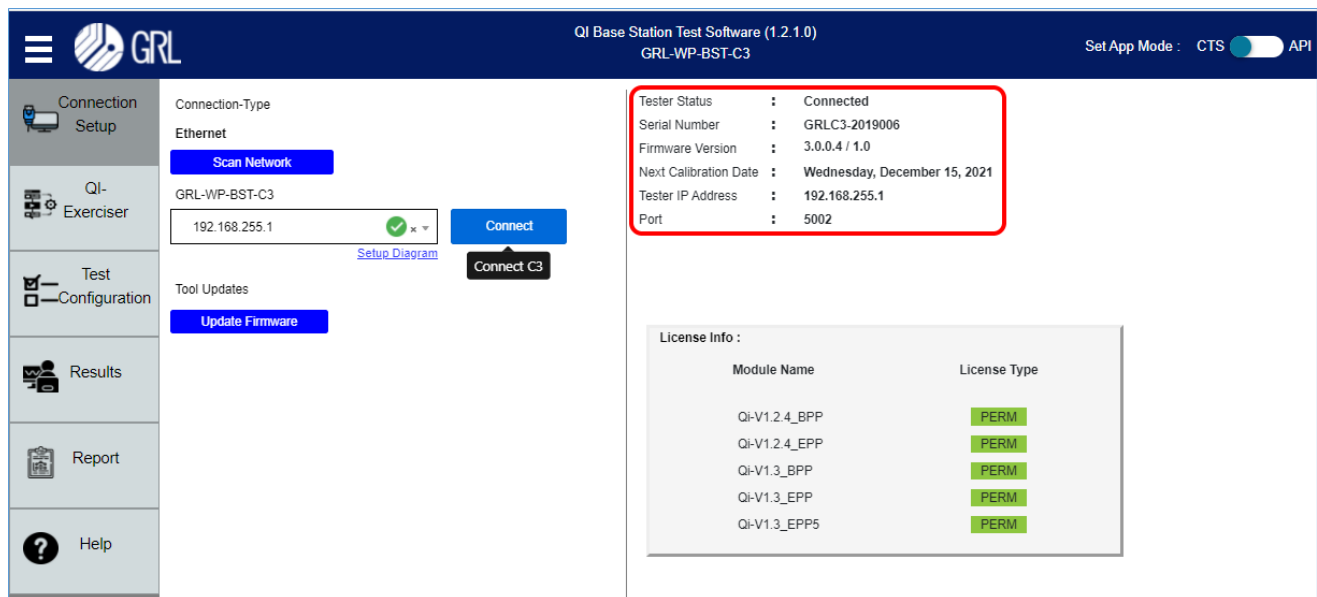 GRL
QI Base Station Test Software (1.2.1.0)
GRL-WP-BST-C3
Set App Mode : CTS API
Connection
Setup
QI-
Exerciser
Test
Configuration
Results
Report
Help
Connection-Type
Ethernet
Scan Network
GRL-WP-BST-C3
192.168.255.1 x
Connect
Setup Diagram
Connect C3
Tool Updates
Update Firmware
Tester Status : Connected
Serial Number : GRLC3-2019006
Firmware Version : 3.0.0.4 / 1.0
Next Calibration Date : Wednesday, December 15, 2021
Tester IP Address : 192.168.255.1
Port : 5002
License Info :
Module Name License Type
Qi-V1.2.4_BPP PERM
Qi-V1.2.4_EPP PERM
Qi-V1.3_BPP PERM
Qi-V1.3_EPP PERM
Qi-V1.3_EPP5 PERM